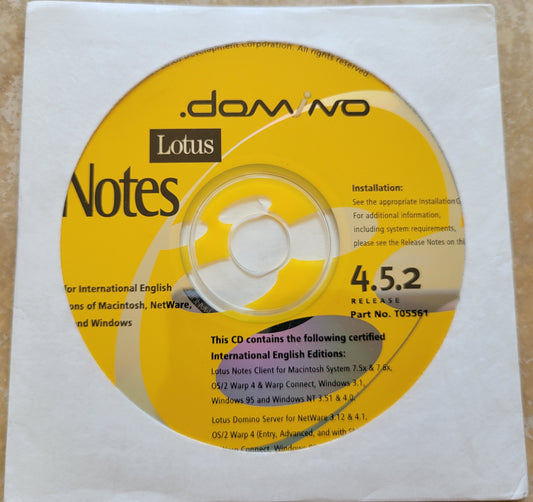 Development Corporation. All rights reserved
.domino
Lotus
Notes
Installation:
See the appropriate Installation G
For additional information,
including system requirements,
please see the Release Notes on thi
4.5.2
RELEASE
Part No. T05561
for International English
ons of Macintosh, NetWare,
and Windows
This CD contains the following certified
International English Editions:
Lotus Notes Client for Macintosh System 7.5x & 7.6x,
OS/2 Warp 4 & Warp Connect, Windows 3.1,
Windows 95 and Windows NT 3.51 & 4.0.
Lotus Domino Server for NetWare 3.12 & 4.1,
OS/2 Warp 4 (Entry, Advanced, and with
Warp Connect, Windows